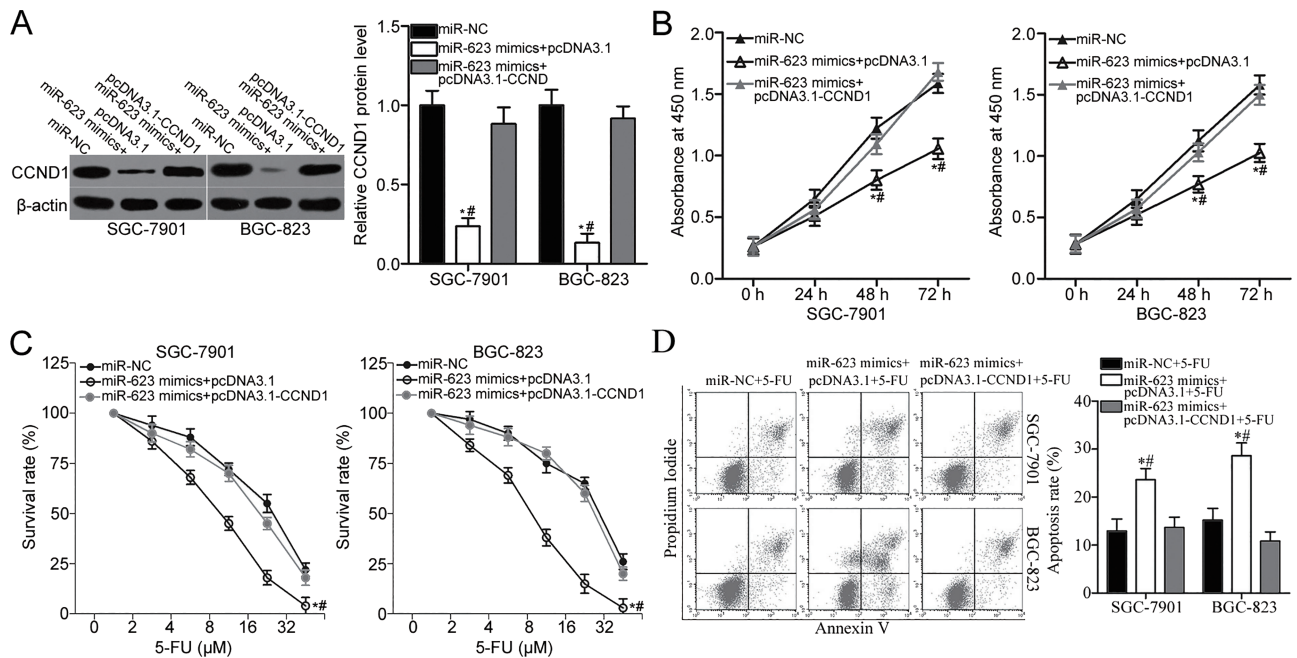 A
pcDNA3.1-CCND1
miR-623 mimics+
pcDNA3.1
miR-623 mimics+
miR-NC
pcDNA3.1-CCND1
miR-623 mimics+
pcDNA3.1
miR-623 mimics+
miR-NC
CCND1
β-actin
SGC-7901
BGC-823
Relative CCND1 protein level
1.5
1.0
0.5
0.0
miR-NC
miR-623 mimics+pcDNA3.1
miR-623 mimics+
pcDNA3.1-CCND
*#
*#
SGC-7901
BGC-823
B
Absorbance at 450 nm
2.0
1.5
1.0
0.5
0.0
miR-NC
miR-623 mimics+pcDNA3.1
miR-623 mimics+
pcDNA3.1-CCND1
*#
*#
0 h 24 h 48 h 72 h
SGC-7901
Absorbance at 450 nm
2.0
1.5
1.0
0.5
0.0
miR-NC
miR-623 mimics+pcDNA3.1
miR-623 mimics+
pcDNA3.1-CCND1
*#
*#
0 h 24 h 48 h 72 h
BGC-823
C
SGC-7901
Survival rate (%)
125
100
75
50
25
0
miR-NC
miR-623 mimics+pcDNA3.1
miR-623 mimics+pcDNA3.1-CCND1
*#
0 2 4 8 16 32
5-FU (μM)
BGC-823
Survival rate (%)
125
100
75
50
25
0
miR-NC
miR-623 mimics+pcDNA3.1
miR-623 mimics+pcDNA3.1-CCND1
*#
0 2 4 8 16 32
5-FU (μM)
D
miR-NC+5-FU
miR-623 mimics+
pcDNA3.1+5-FU
miR-623 mimics+
pcDNA3.1-CCND1+5-FU
Propidium Iodide
SGC-7901
BGC-823
Annexin V
miR-NC+5-FU
miR-623 mimics+
pcDNA3.1+5-FU
miR-623 mimics+
pcDNA3.1-CCND1+5-FU
Apoptosis rate (%)
40
30
20
10
0
*#
*#
SGC-7901
BGC-823